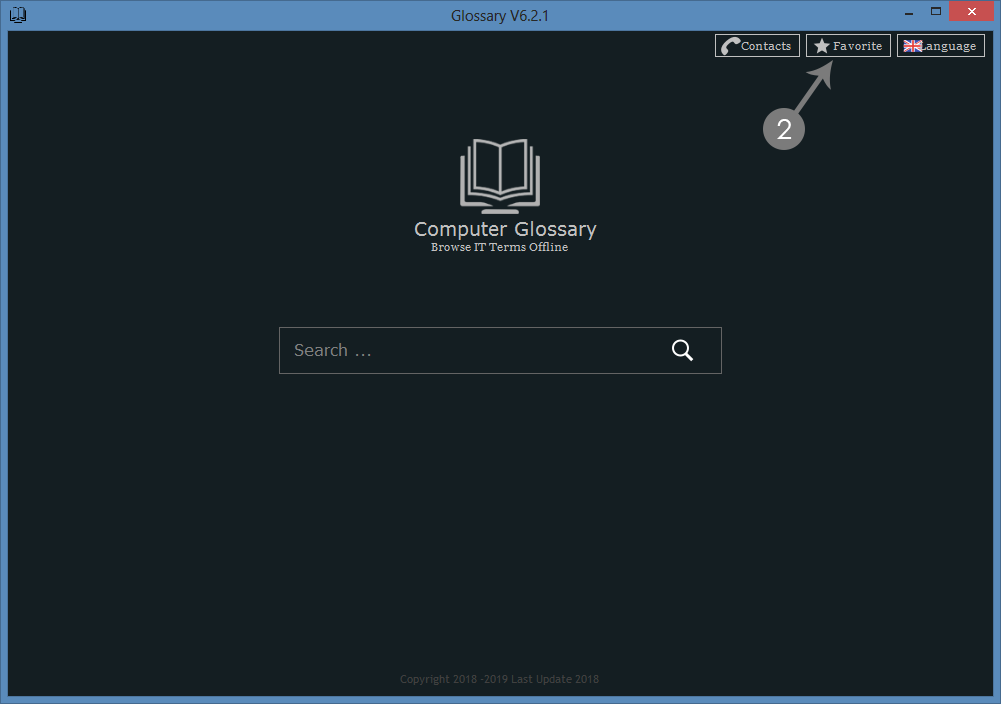 Glossary V6.2.1
Contacts
Favorite
Language
2
Computer Glossary
Browse IT Terms Offline
Search ...
Copyright 2018 -2019 Last Update 2018